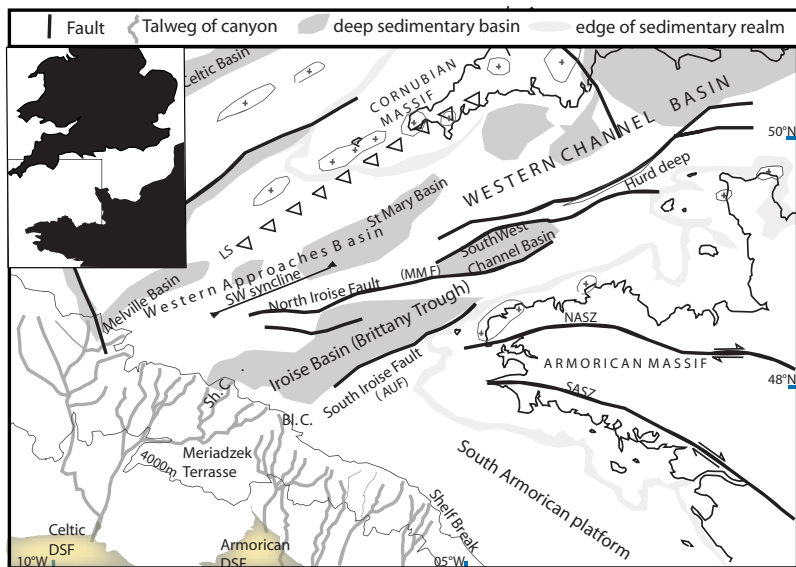 Fault
Talweg of canyon
deep sedimentary basin
edge of sedimentary realm
Celtic Basin
CORNUBIAN
MASSIF
WESTERN CHANNEL BASIN
50°N
Hurd deep
St Mary Basin
LS
Western Approaches Basin
SW syncline
Melville Basin
SouthWest
Channel Basin
(MM F)
North Iroise Fault
Iroise Basin (Brittany Trough)
NASZ
ARMORICAN MASSIF
48°N
South Iroise Fault
(AUF)
SASZ
Sh. C.
Bl. C.
Meriadzek
Terrasse
4000m
South Armorican platform
Shelf Break
Celtic
DSF
Armorican
DSF
10°W
05°W